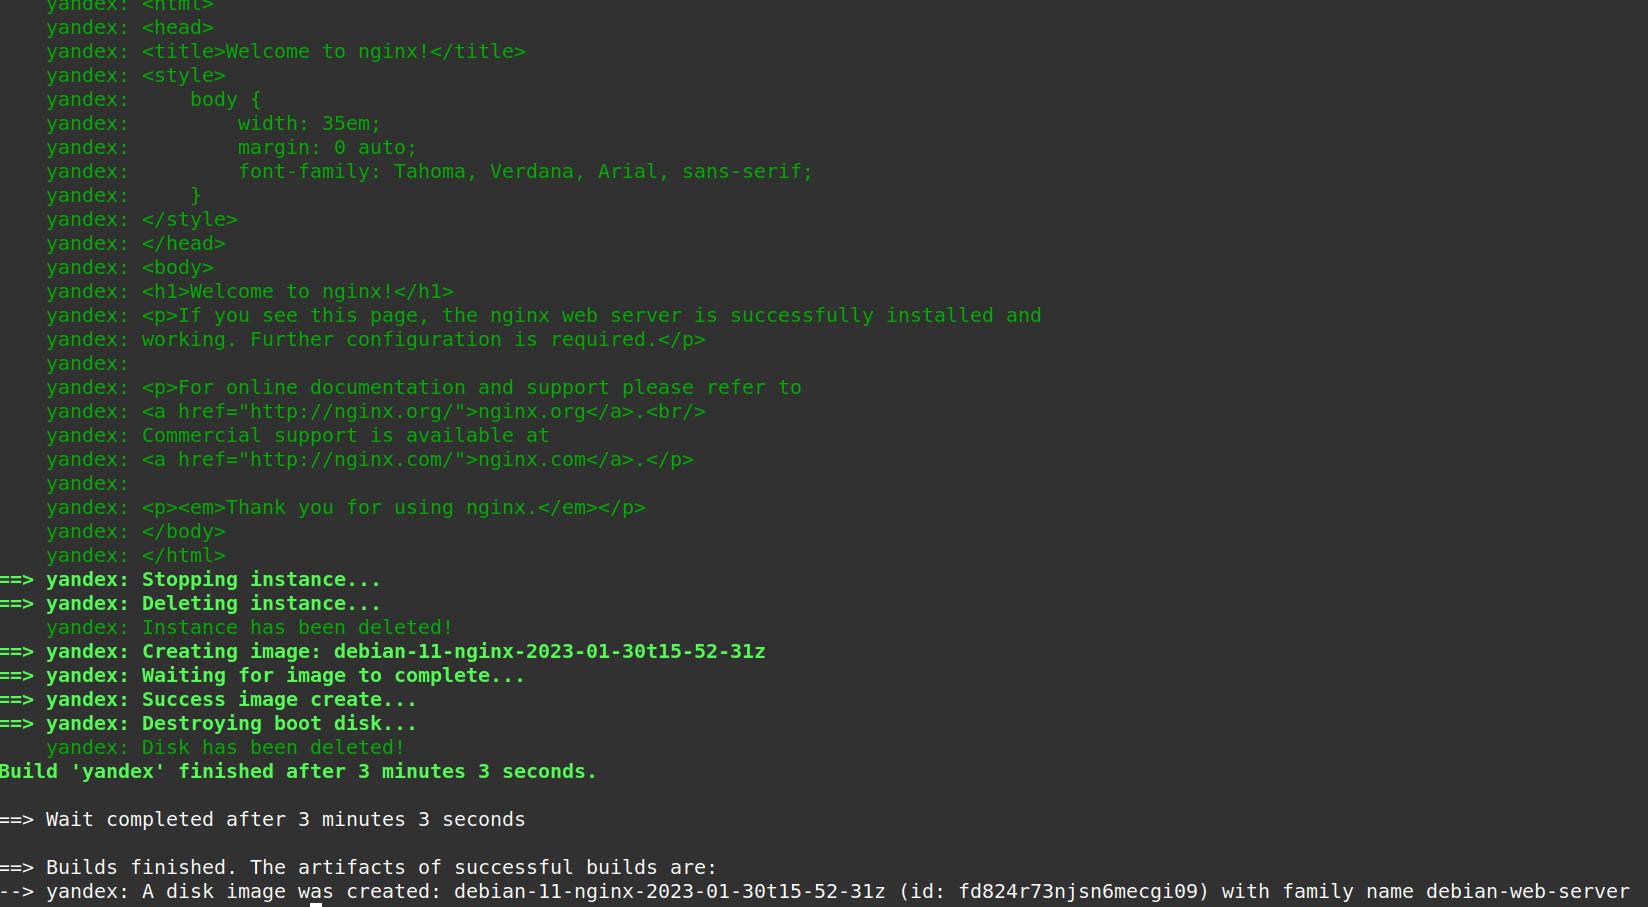 yandex: <html>
yandex: <head>
yandex: <title>Welcome to nginx!</title>
yandex: <style>
yandex:     body {
yandex:         width: 35em;
yandex:         margin: 0 auto;
yandex:         font-family: Tahoma, Verdana, Arial, sans-serif;
yandex:     }
yandex: </style>
yandex: </head>
yandex: <body>
yandex: <h1>Welcome to nginx!</h1>
yandex: <p>If you see this page, the nginx web server is successfully installed and
yandex: working. Further configuration is required.</p>
yandex:
yandex: <p>For online documentation and support please refer to
yandex: <a href="http://nginx.org/">nginx.org</a>.<br/>
yandex: Commercial support is available at
yandex: <a href="http://nginx.com/">nginx.com</a>.</p>
yandex:
yandex: <p><em>Thank you for using nginx.</em></p>
yandex: </body>
yandex: </html>
==> yandex: Stopping instance...
==> yandex: Deleting instance...
yandex: Instance has been deleted!
==> yandex: Creating image: debian-11-nginx-2023-01-30t15-52-31z
==> yandex: Waiting for image to complete...
==> yandex: Success image create...
==> yandex: Destroying boot disk...
yandex: Disk has been deleted!
Build 'yandex' finished after 3 minutes 3 seconds.
==> Wait completed after 3 minutes 3 seconds
==> Builds finished. The artifacts of successful builds are:
--> yandex: A disk image was created: debian-11-nginx-2023-01-30t15-52-31z (id: fd824r73njsn6mecgi09) with family name debian-web-server